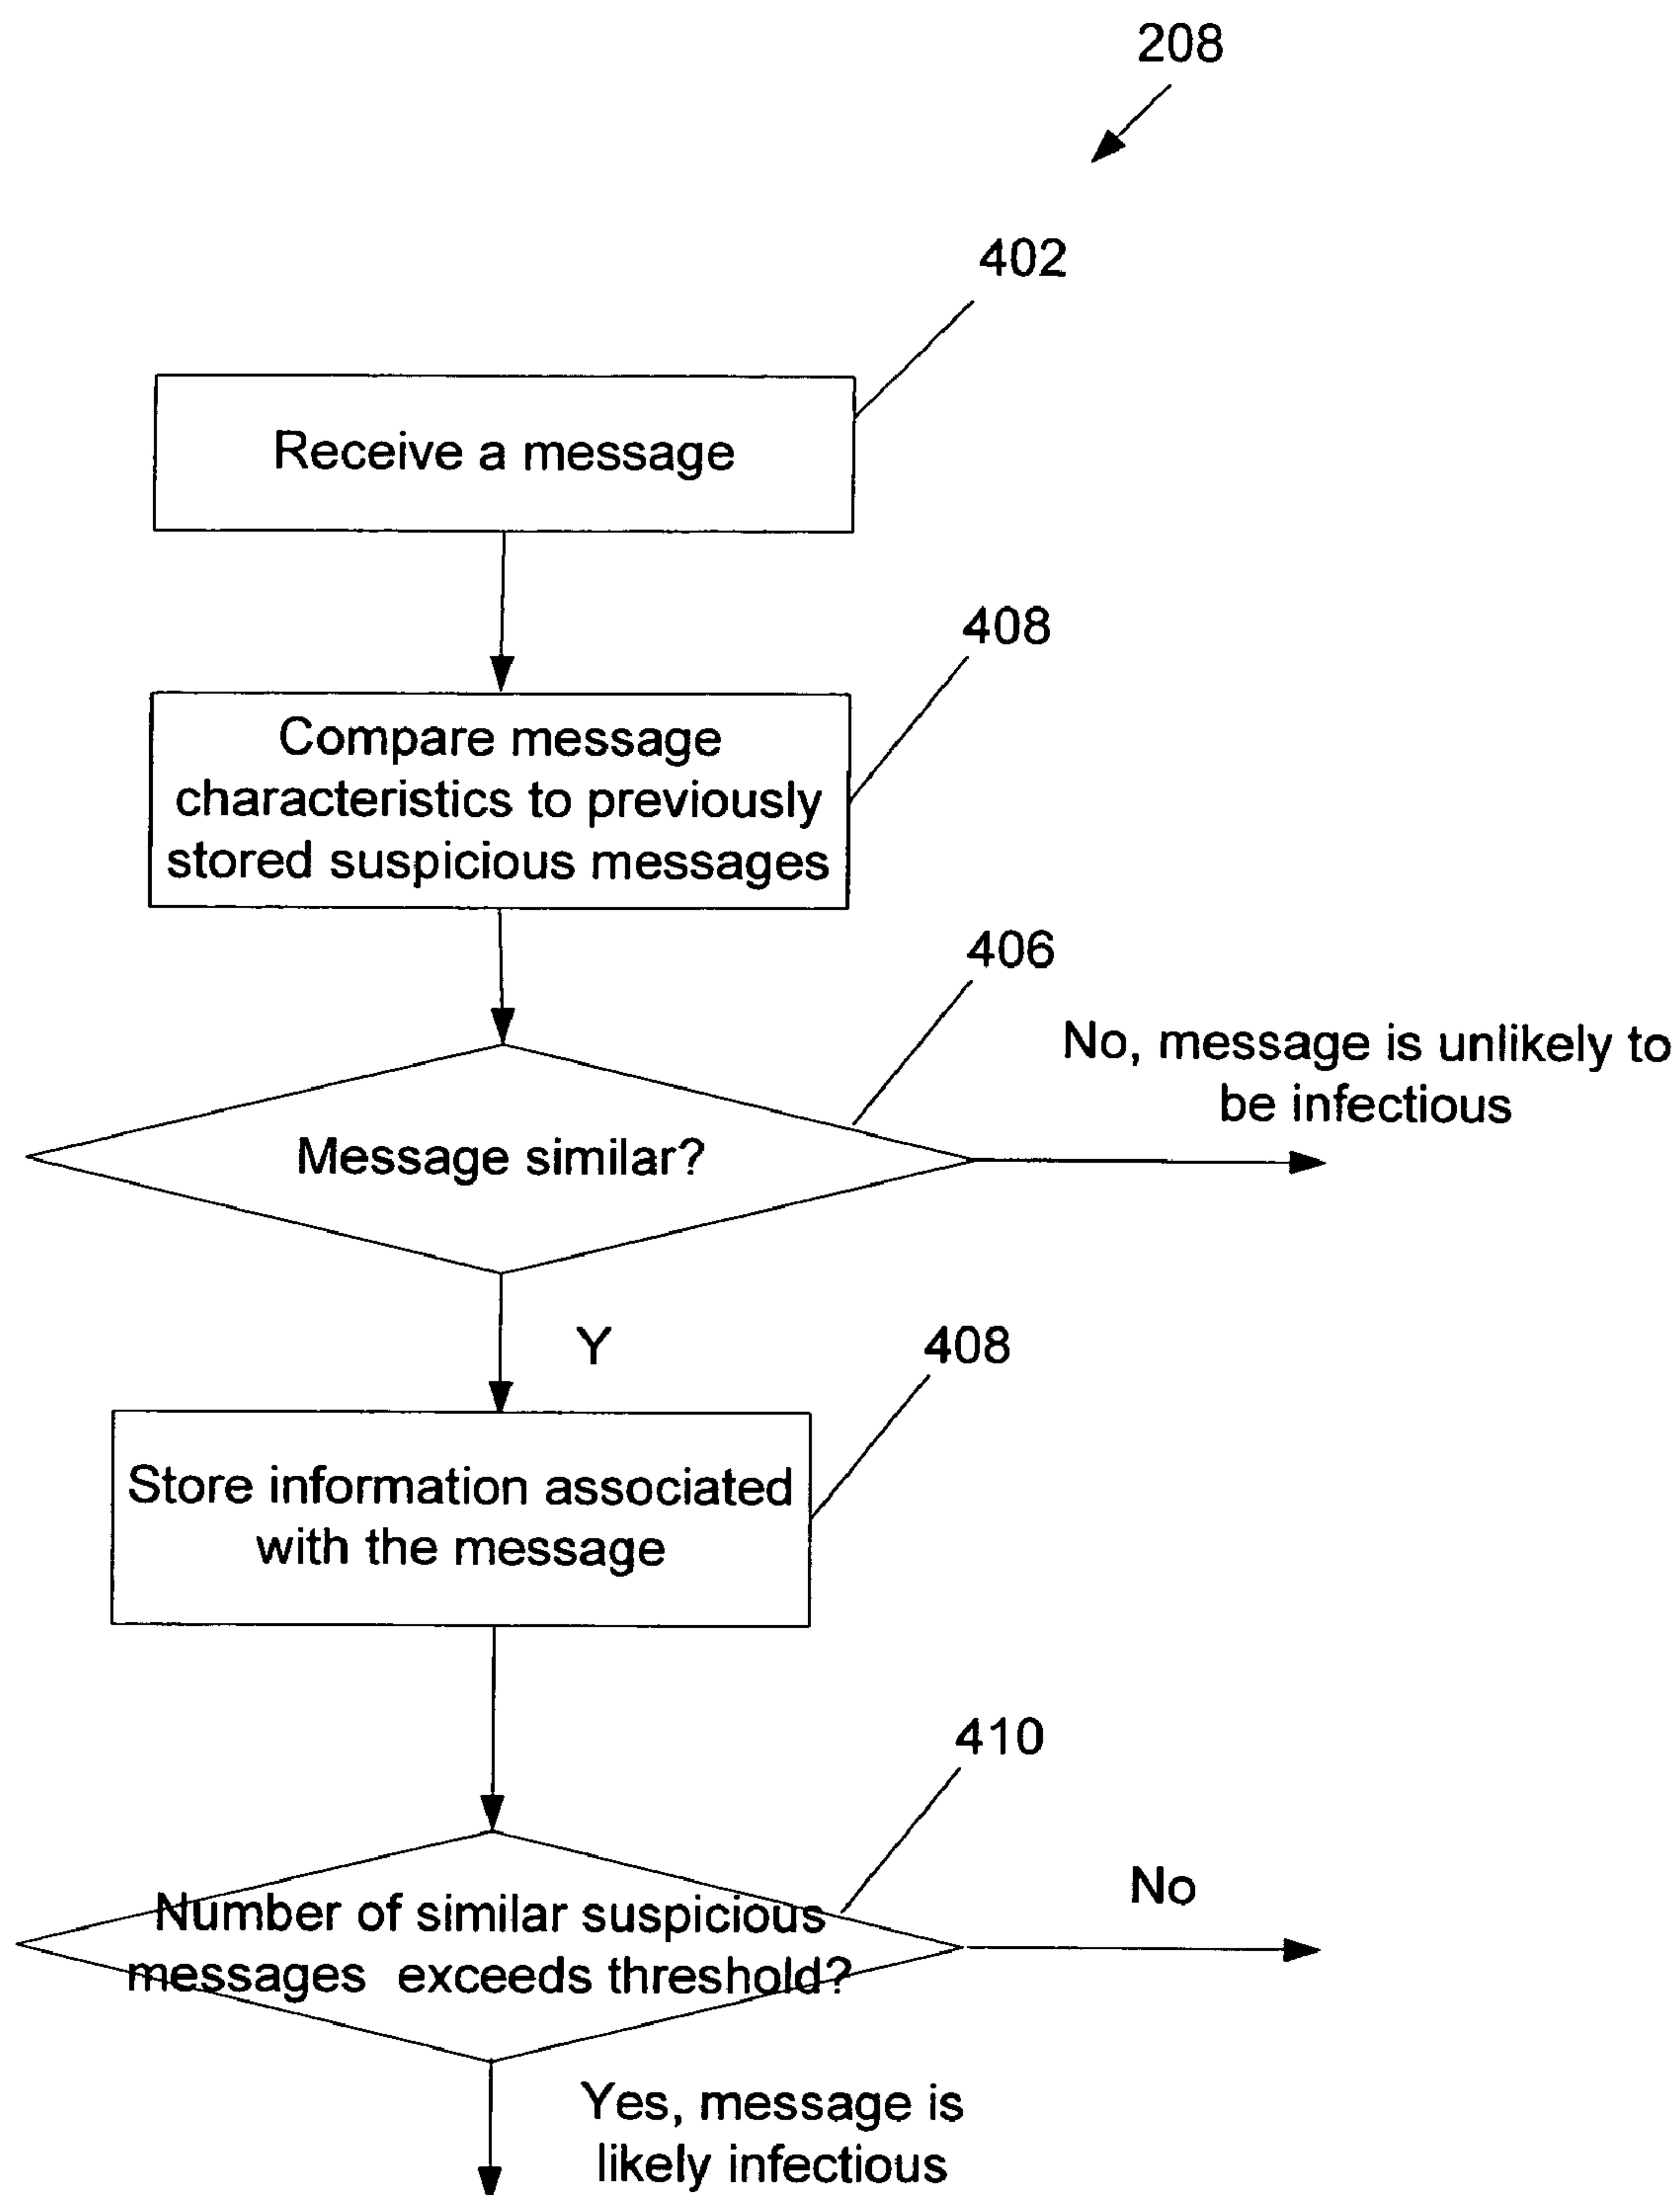 208
402
Receive a message
408
Compare message
characteristics to previously
stored suspicious messages
406
No, message is unlikely to
be infectious
Message similar?
Y
408
Store information associated
with the message
410
No
Number of similar suspicious
messages exceeds threshold?
Yes, message is
likely infectious